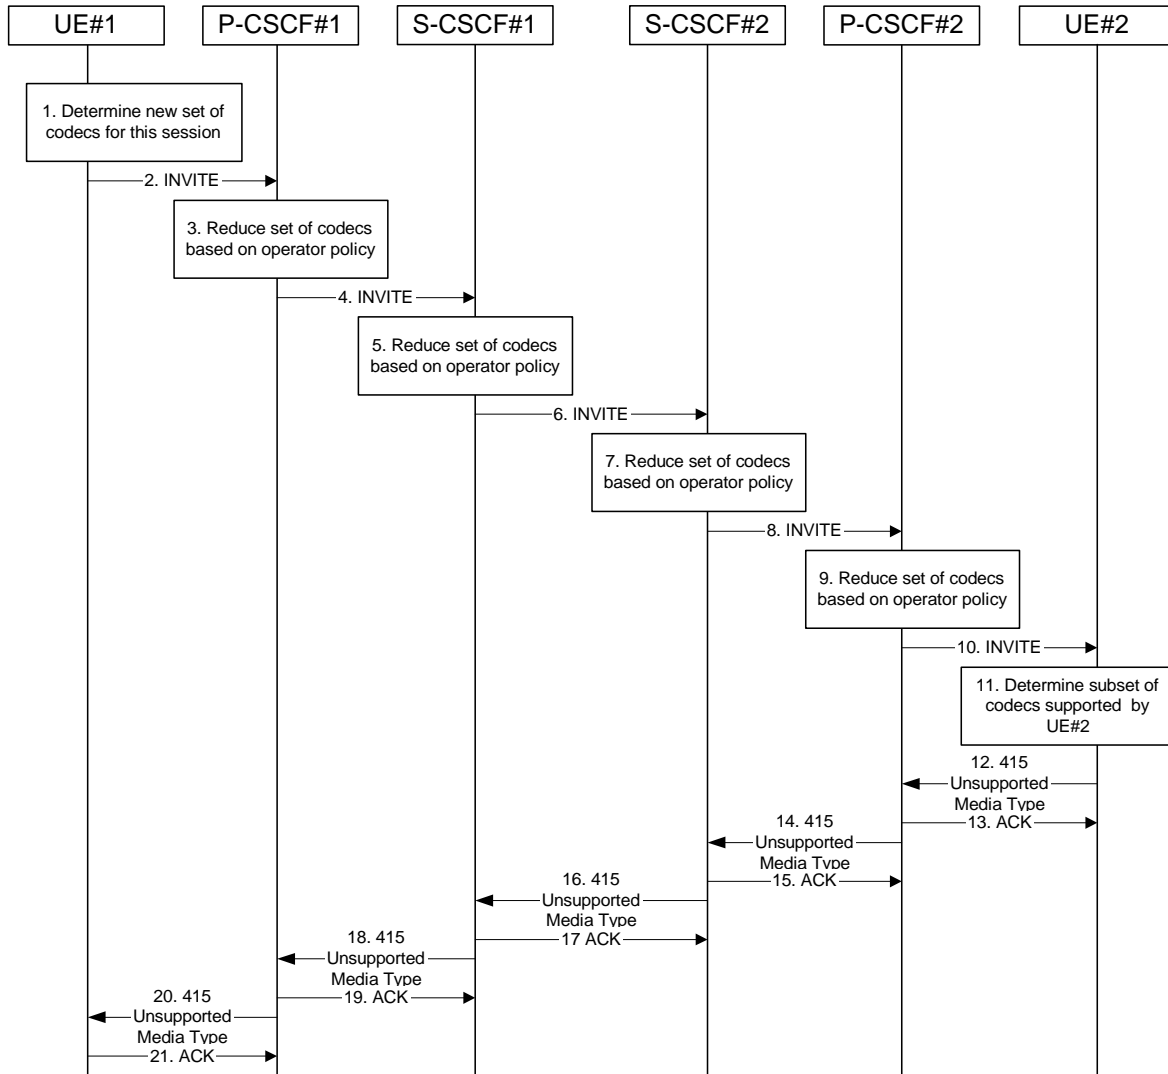 UE#1
P-CSCF#1
S-CSCF#1
S-CSCF#2
P-CSCF#2
UE#2
1. Determine new set of
codecs for this session
2. INVITE
3. Reduce set of codecs
based on operator policy
4. INVITE
5. Reduce set of codecs
based on operator policy
6. INVITE
7. Reduce set of codecs
based on operator policy
8. INVITE
9. Reduce set of codecs
based on operator policy
10. INVITE
11. Determine subset of
codecs supported by
UE#2
12. 415
Unsupported
Media Type
13. ACK
14. 415
Unsupported
Media Type
15. ACK
16. 415
Unsupported
Media Type
17 ACK
18. 415
Unsupported
Media Type
19. ACK
20. 415
Unsupported
Media Type
21. ACK